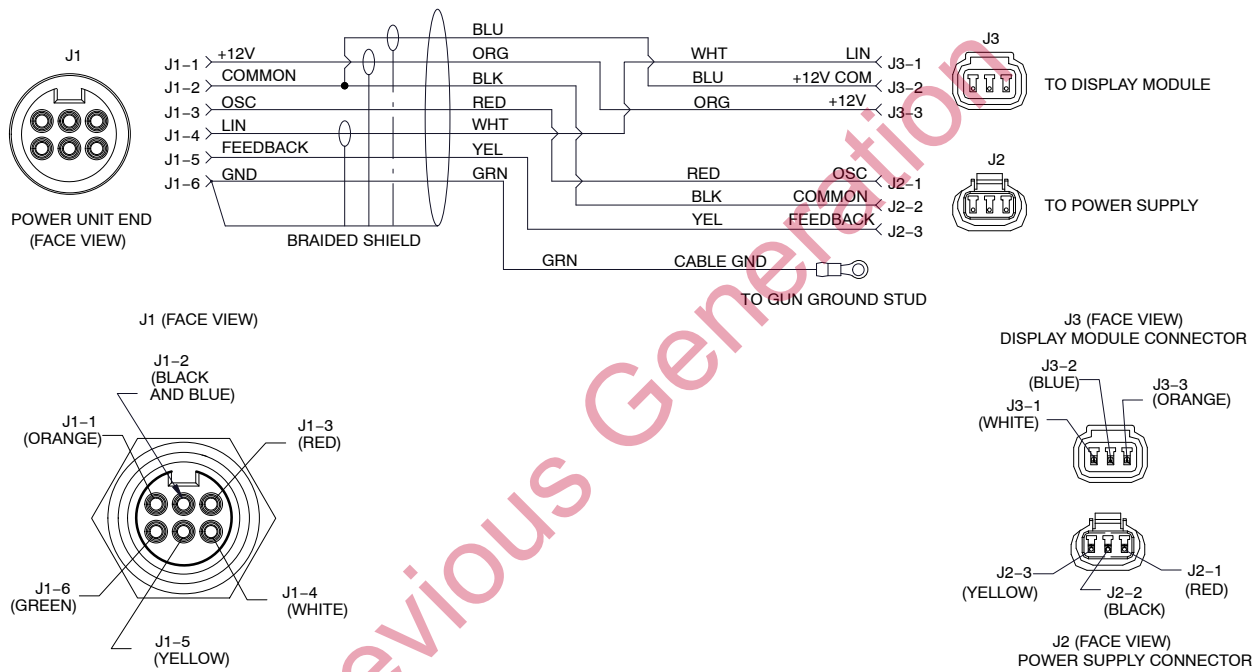 J1
J1-1
+12V
J1-2
COMMON
J1-3
OSC
J1-4
LIN
J1-5
FEEDBACK
J1-6
GND
BLU
ORG
BLK
RED
WHT
YEL
GRN
BRAIDED SHIELD
POWER UNIT END
(FACE VIEW)
WHT LIN J3-1
BLU +12V COM J3-2
ORG +12V J3-3
J3
TO DISPLAY MODULE
RED OSC J2-1
BLK COMMON J2-2
YEL FEEDBACK J2-3
J2
TO POWER SUPPLY
GRN CABLE GND
TO GUN GROUND STUD
J1 (FACE VIEW)
J1-2
(BLACK
AND BLUE)
J1-1
(ORANGE)
J1-3
(RED)
J1-6
(GREEN)
J1-4
(WHITE)
J1-5
(YELLOW)
J3 (FACE VIEW)
DISPLAY MODULE CONNECTOR
J3-2
(BLUE)
J3-3
(ORANGE)
J3-1
(WHITE)
J2-3
(YELLOW)
J2-2
(BLACK)
J2-1
(RED)
J2 (FACE VIEW)
POWER SUPPLY CONNECTOR
evious Generation